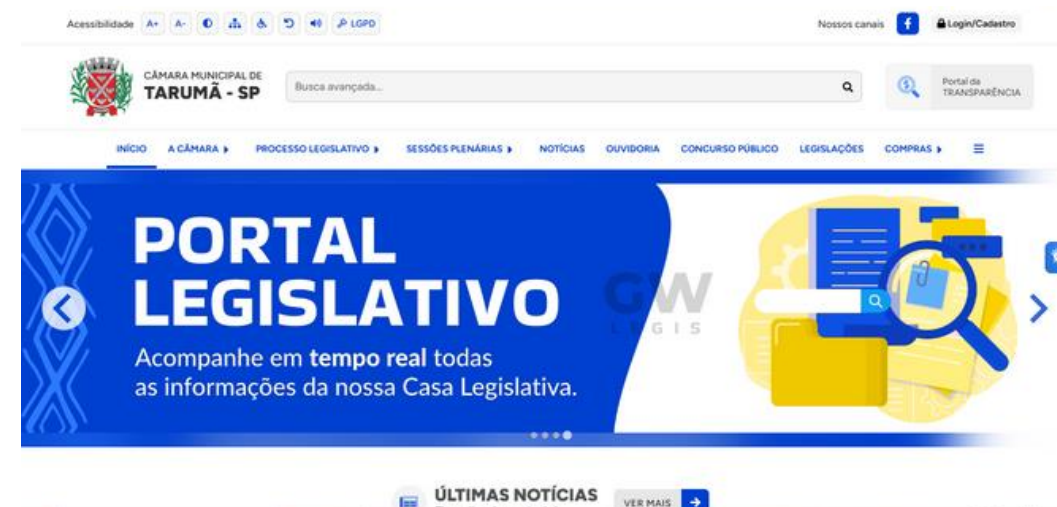 Acessibilidade A+ A- LGPD
Nossos canais Login/Cadastro
CÂMARA MUNICIPAL DE
TARUMÃ - SP
Busca avançada...
Portal da
TRANSPARÊNCIA
INÍCIO A CÂMARA PROCESSO LEGISLATIVO SESSÕES PLENÁRIAS NOTÍCIAS OUVIDORIA CONCURSO PÚBLICO LEGISLAÇÕES COMPRAS
PORTAL
LEGISLATIVO
Acompanhe em tempo real todas
as informações da nossa Casa Legislativa.
GW
LEGIS
ÚLTIMAS NOTÍCIAS
VER MAIS